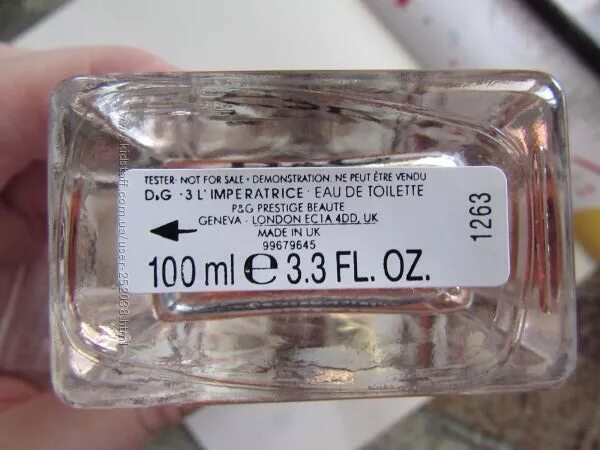 TESTER· NOT FOR SALE · DEMONSTRATION: NE PEUT ÊTRE VENDU
D&G · 3 L'IMPERATRICE · EAU DE TOILETTE
P&G PRESTIGE BEAUTE
GENEVA - LONDON EC1A 4DD, UK
MADE IN UK
99679645
100 ml ℮ 3.3 FL. OZ.
1263